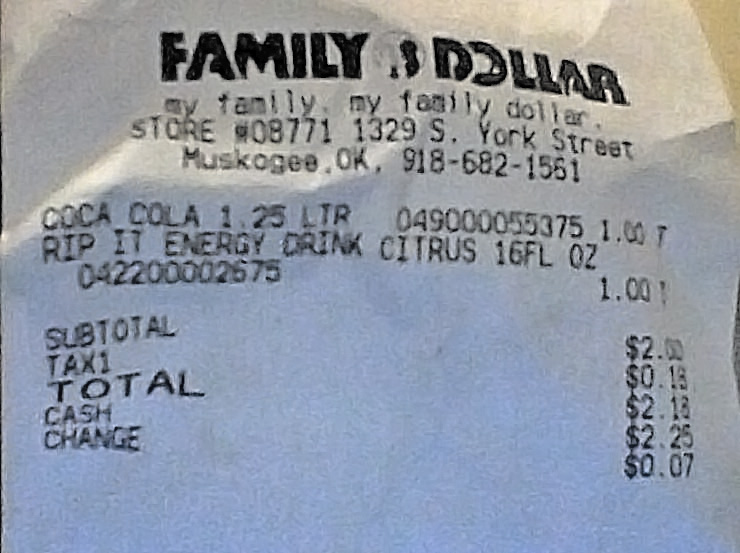 FAMILY $ DOLLAR
my family. my family dollar.
STORE #08771 1329 S. York Street
Muskogee,OK, 918-682-1561
COCA COLA 1.25 LTR 049000055375 1.00 T
RIP IT ENERGY DRINK CITRUS 16FL OZ
042200002675 1.00 T
SUBTOTAL $2.00
TAX1 $0.18
TOTAL $2.18
CASH $2.25
CHANGE $0.07